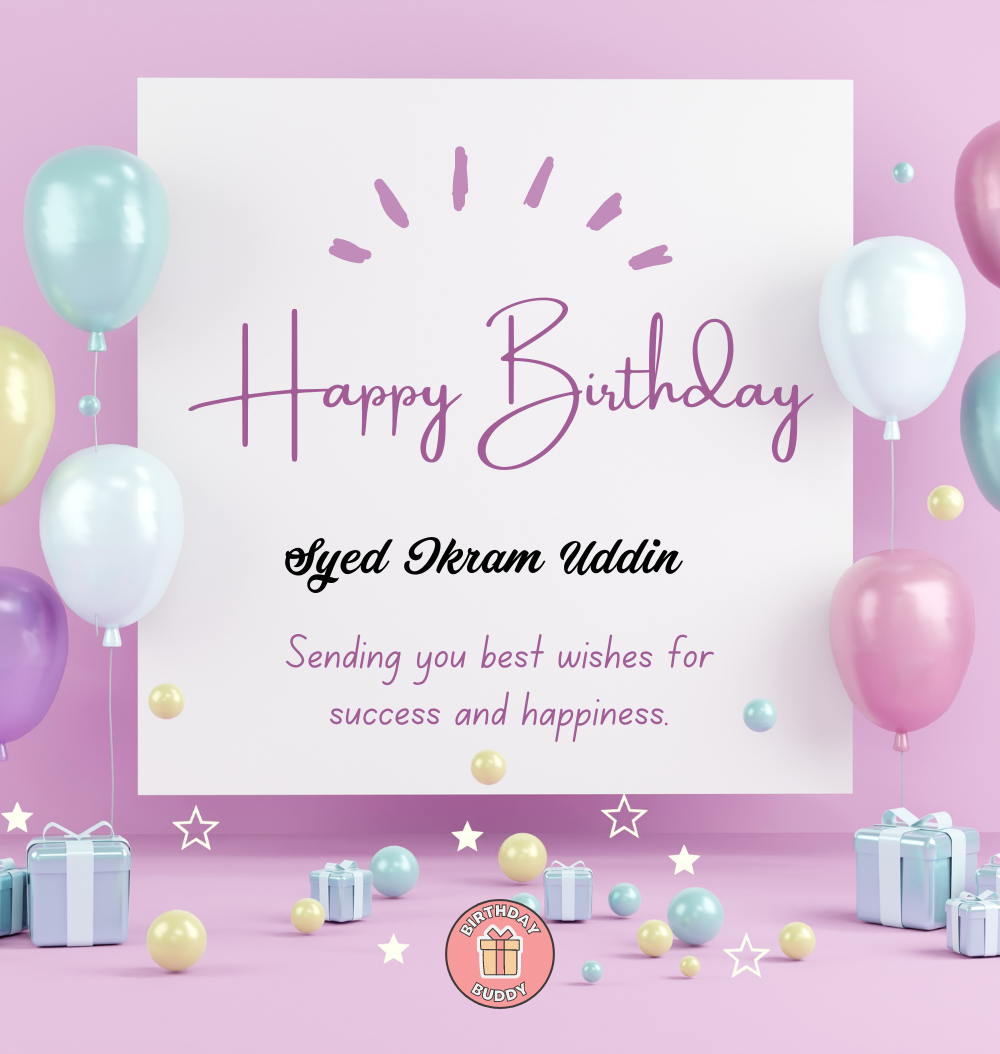 Happy Birthday
Syed Ikram Uddin
Sending you best wishes for
success and happiness.
BIRTHDAY
BUDDY